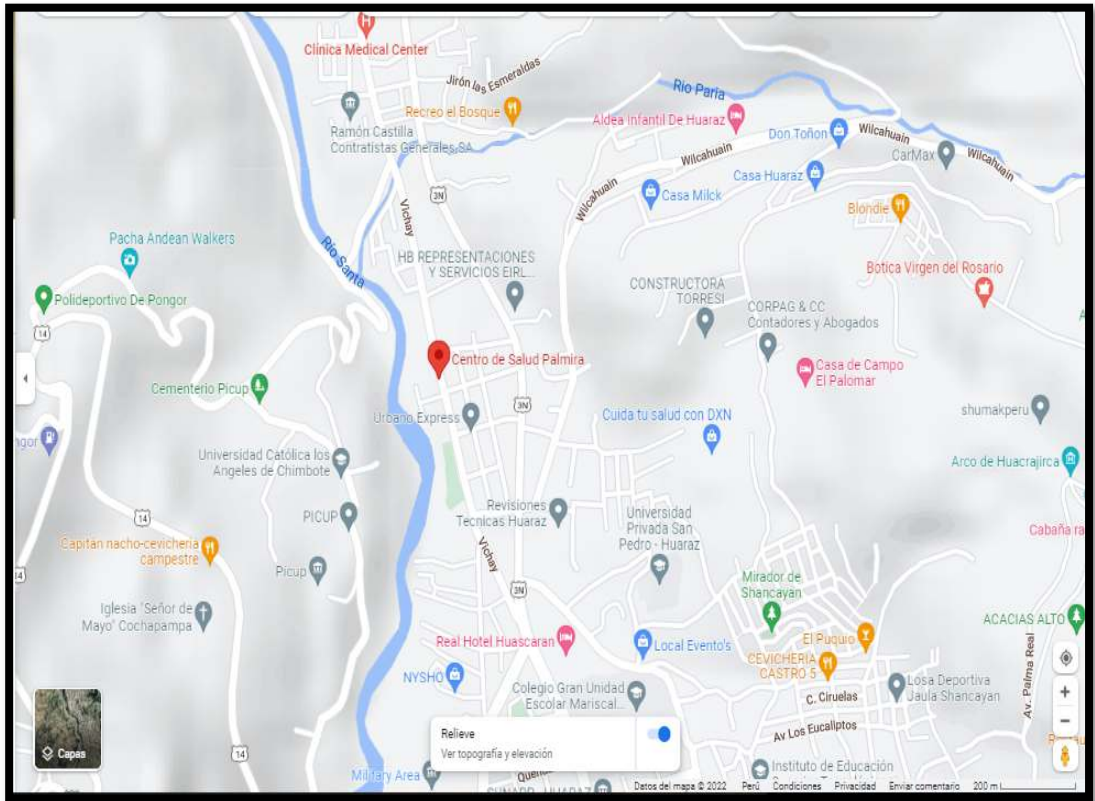 Clínica Medical Center
Jirón las Esmeraldas
Río Paria
Recreo el Bosque
Ramón Castilla
Contratistas Generales SA
Aldea Infantil De Huaraz
Don Toñon
Wilcahuain
CarMax
Wilcahuain
Wilcahuain
Casa Huaraz
Casa Milck
Wilcahuain
3N
Vichay
Blondie
Pacha Andean Walkers
Río Santa
HB REPRESENTACIONES
Y SERVICIOS EIRL...
Botica Virgen del Rosario
Polideportivo De Pongor
CONSTRUCTORA
TORRESI
CORPAG & CC
Contadores y Abogados
14
Centro de Salud Palmira
Casa de Campo
El Palomar
Cementerio Picup
3N
Urbano Express
Cuida tu salud con DXN
shumakperu
ngor
Universidad Católica los
Angeles de Chimbote
Arco de Huacrajirca
PICUP
Revisiones
Tecnicas Huaraz
Universidad
Privada San
Pedro - Huaraz
14
Cabaña ra
Capitán nacho-cevicheria
campestre
Vichay
Picup
14
3N
Mirador de
Shancayan
Iglesia "Señor de
Mayo" Cochapampa
ACACIAS ALTO
Real Hotel Huascaran
Local Evento's
El Puquio
CEVICHERIA
CASTRO 5
NYSHO
Colegio Gran Unidad
Escolar Mariscal...
C. Ciruelas
Losa Deportiva
Jaula Shancayan
Av. Palma Real
Av Los Eucaliptos
Relieve
Ver topografía y elevación
Capas
14
Military Area
Instituto de Educación
Datos del mapa © 2022 Perú Condiciones Privacidad Enviar comentario 200 m